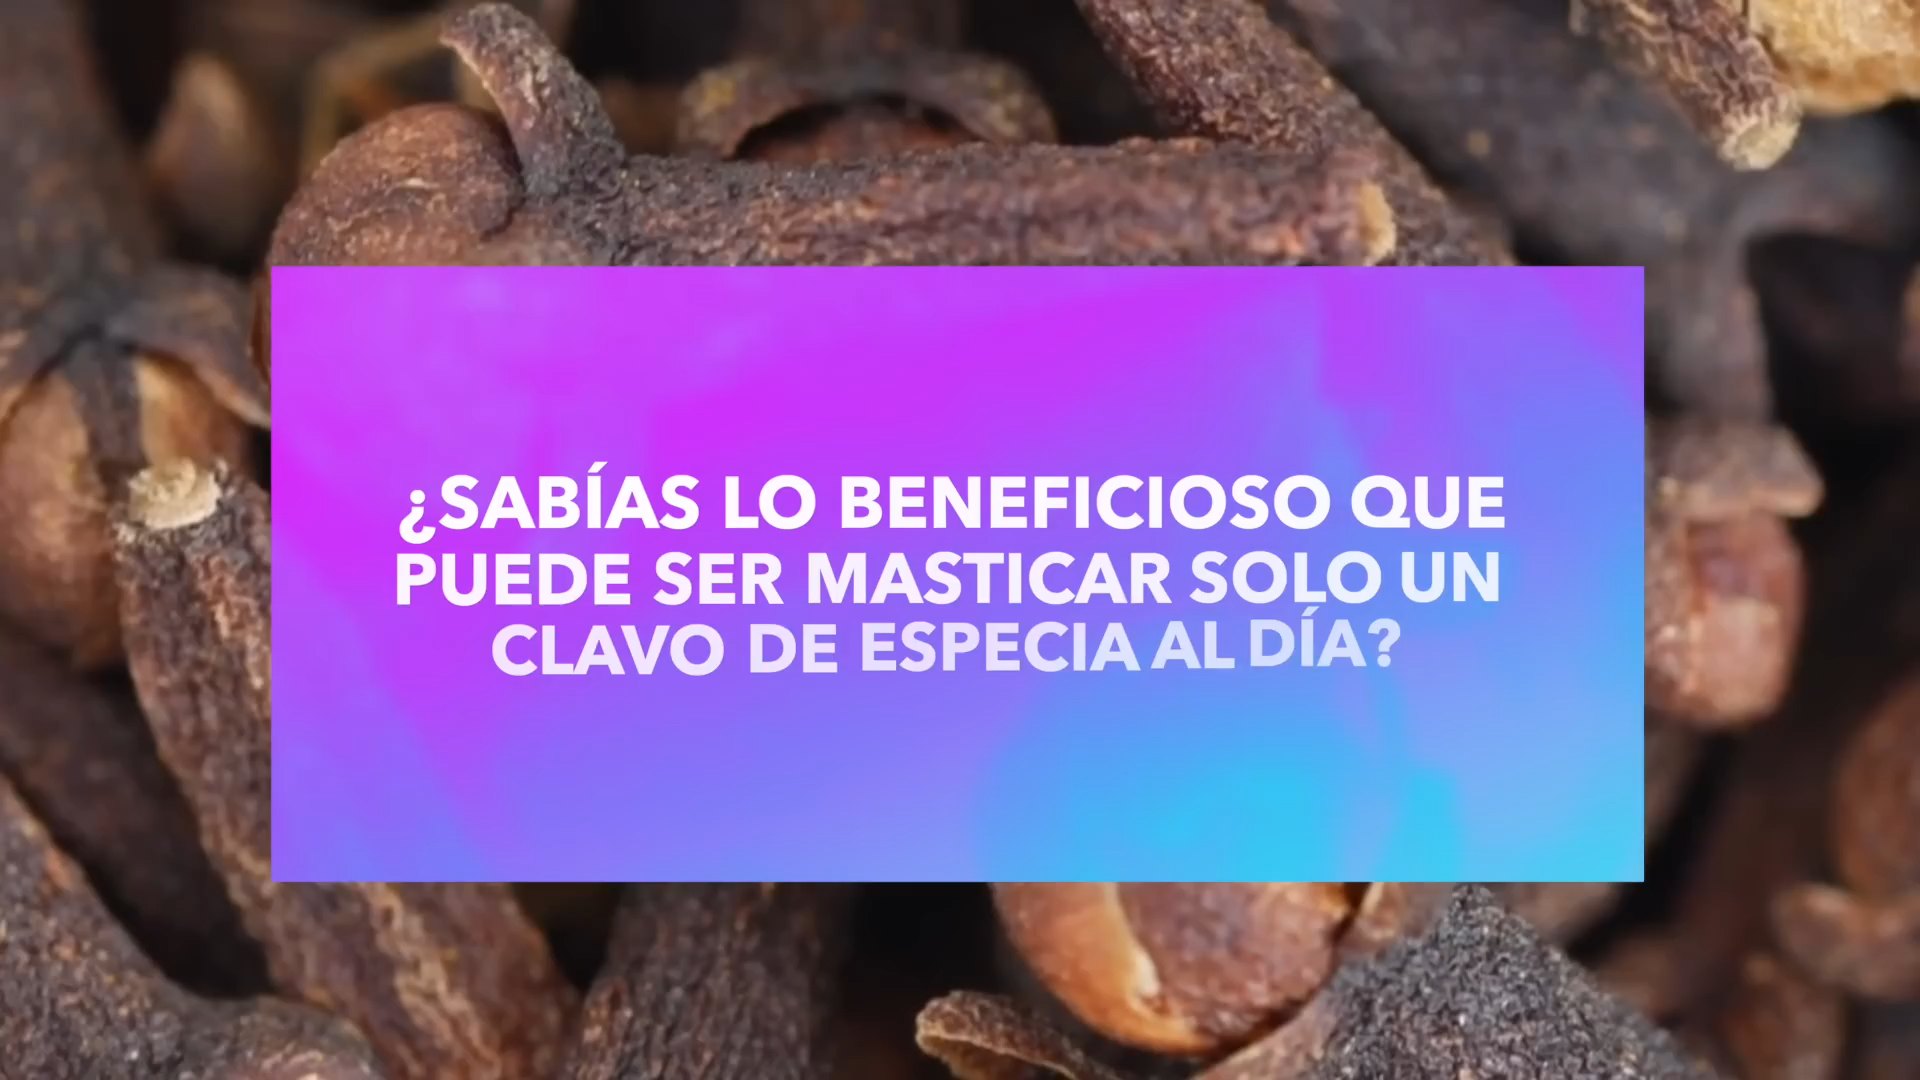 ¿SABÍAS LO BENEFICIOSO QUE
PUEDE SER MASTICAR SOLO UN
CLAVO DE ESPECIA AL DÍA?